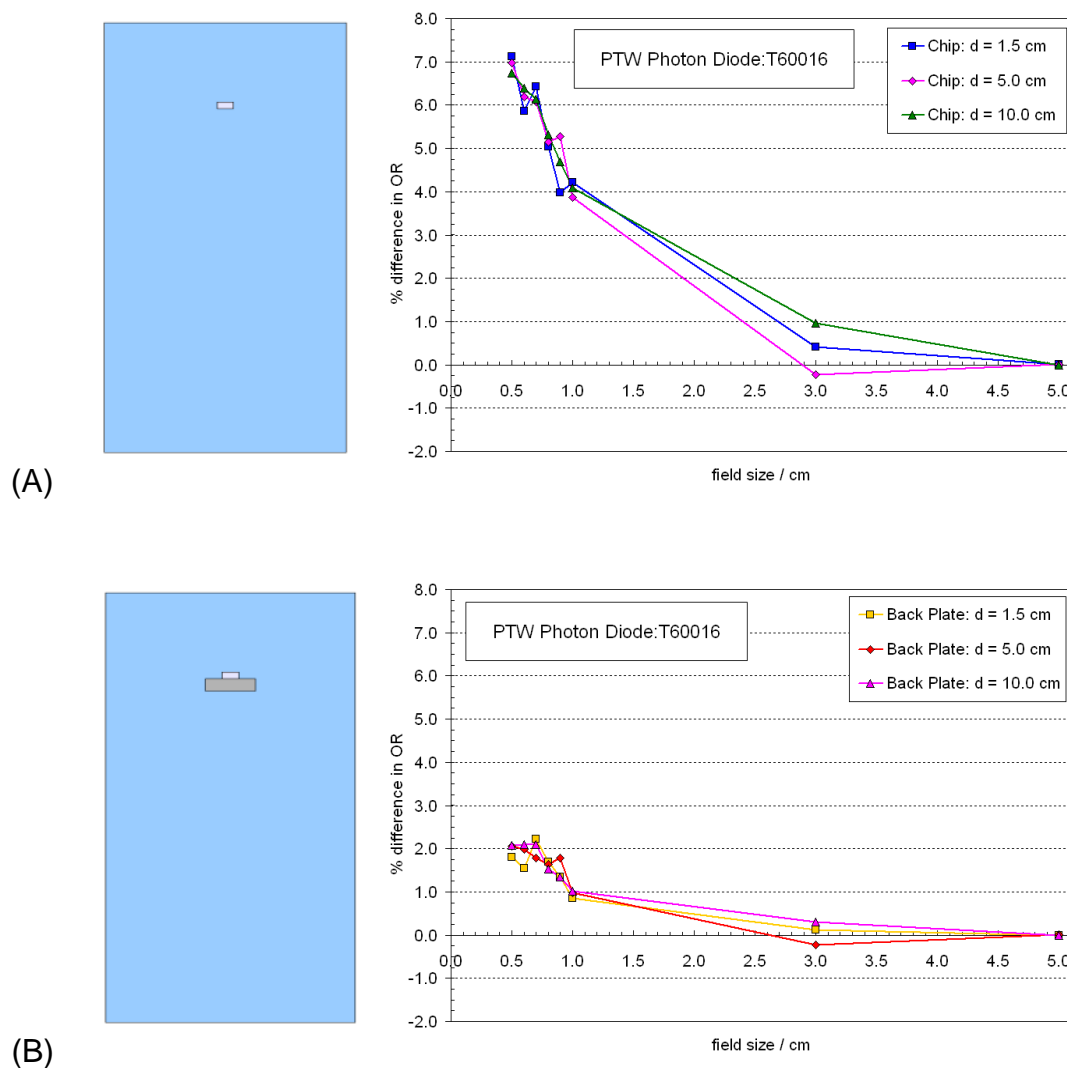 8.0
7.0
6.0
5.0
4.0
3.0
2.0
1.0
0.0
-1.0
-2.0
% difference in OR
PTW Photon Diode:T60016
Chip: d = 1.5 cm
Chip: d = 5.0 cm
Chip: d = 10.0 cm
0.0 0.5 1.0 1.5 2.0 2.5 3.0 3.5 4.0 4.5 5.0
field size / cm
(A)
8.0
7.0
6.0
5.0
4.0
3.0
2.0
1.0
0.0
-1.0
-2.0
% difference in OR
PTW Photon Diode:T60016
Back Plate: d = 1.5 cm
Back Plate: d = 5.0 cm
Back Plate: d = 10.0 cm
0.0 0.5 1.0 1.5 2.0 2.5 3.0 3.5 4.0 4.5 5.0
field size / cm
(B)